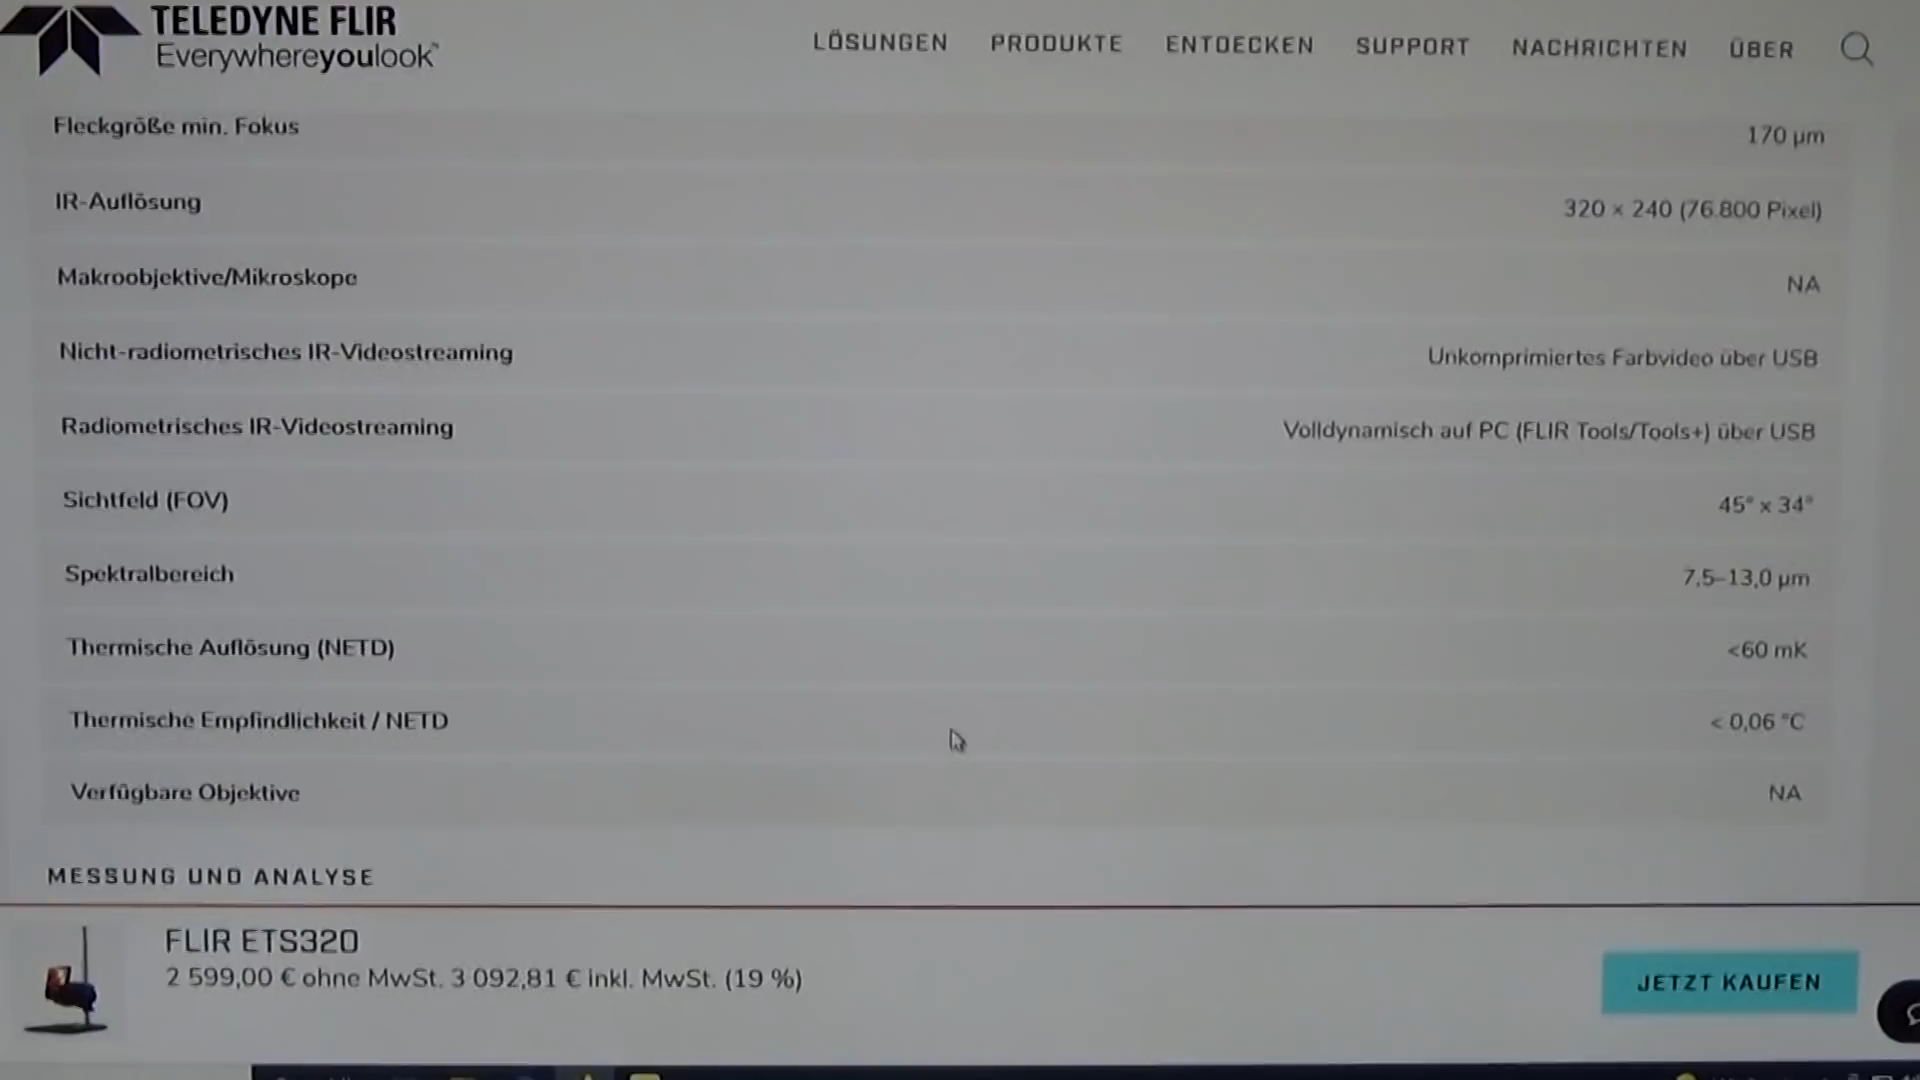 TELEDYNE FLIR
Everywhereyoulook
LÖSUNGEN PRODUKTE ENTDECKEN SUPPORT NACHRICHTEN ÜBER
Fleckgröße min. Fokus 170 µm
IR-Auflösung 320 × 240 (76.800 Pixel)
Makroobjektive/Mikroskope NA
Nicht-radiometrisches IR-Videostreaming Unkomprimiertes Farbvideo über USB
Radiometrisches IR-Videostreaming Volldynamisch auf PC (FLIR Tools/Tools+) über USB
Sichtfeld (FOV) 45° x 34°
Spektralbereich 7,5–13,0 µm
Thermische Auflösung (NETD) <60 mK
Thermische Empfindlichkeit / NETD < 0,06 °C
Verfügbare Objektive NA
MESSUNG UND ANALYSE
FLIR ETS320
2 599,00 € ohne MwSt. 3 092,81 € inkl. MwSt. (19 %)
JETZT KAUFEN